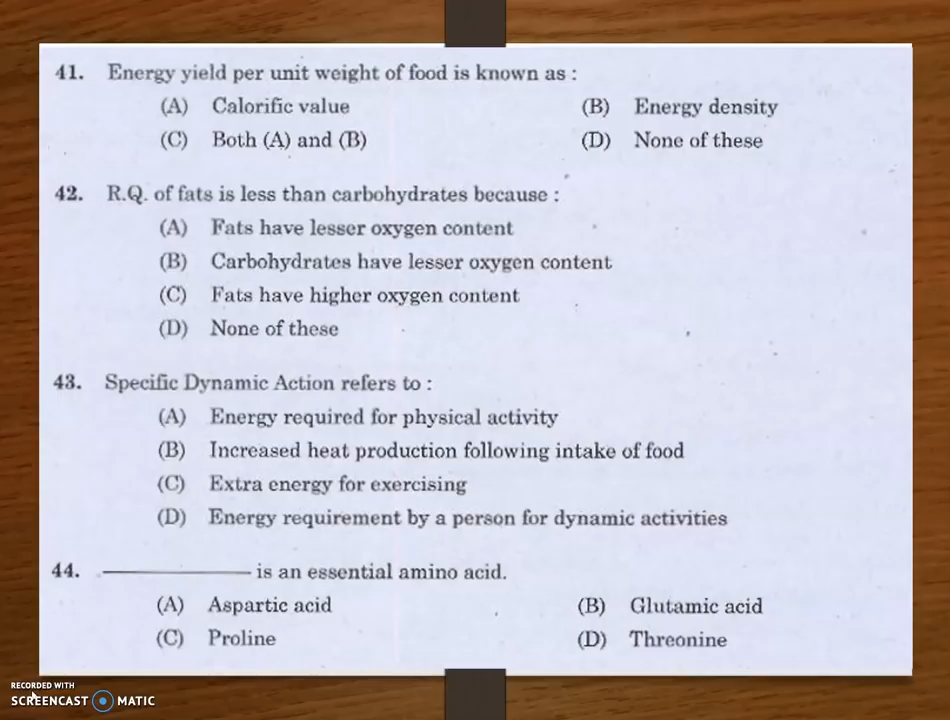 41. Energy yield per unit weight of food is known as :
(A) Calorific value (B) Energy density
(C) Both (A) and (B) (D) None of these
42. R.Q. of fats is less than carbohydrates because :
(A) Fats have lesser oxygen content
(B) Carbohydrates have lesser oxygen content
(C) Fats have higher oxygen content
(D) None of these
43. Specific Dynamic Action refers to :
(A) Energy required for physical activity
(B) Increased heat production following intake of food
(C) Extra energy for exercising
(D) Energy requirement by a person for dynamic activities
44. ———————— is an essential amino acid.
(A) Aspartic acid (B) Glutamic acid
(C) Proline (D) Threonine
RECORDED WITH
SCREENCAST MATIC